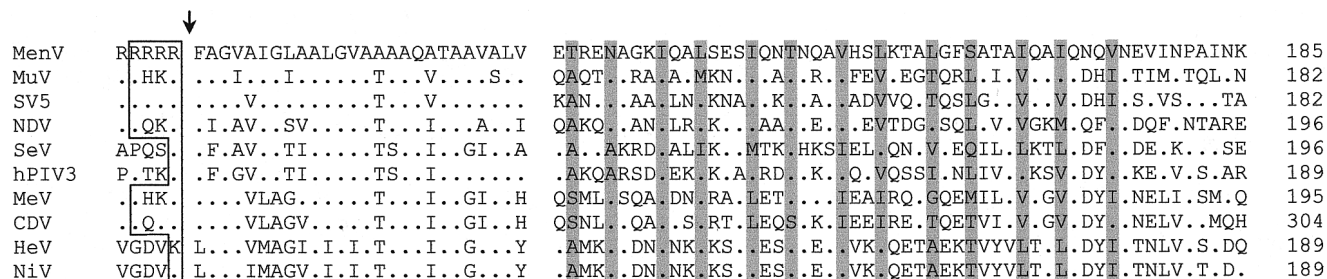 MenV RRRRR FAGVAIGLAALGVAAAAQATAAVALV ETRENAGKIQALSESIQNTNQAVHSLKTALGFSATAIQAIQNQVNEVINPAINK 185
MuV ..HK. ...I...I......T...V....S.. QAQT..RA.A.MKN...A..R..FEV.EGTQRL.I.V...DHI.TIM.TQL.N 182
SV5 ..... ....V.........T...V....... KAN...AA.LN.KNA..K.A..ADVVQ.TQSLG..V..V.DHI.S.VS...TA 182
NDV ..QK. .I.AV..SV.....T...I...A..I QAKQ..AN.LR.K...AA..E...EVTDG.SQL.V.VGKM.QF..DQF.NTARE 196
SeV APQS. .F.AV..TI.....TS..I..GI..A .A..AKRD.ALIK..MTK.HKSIEL.QN.V.EQIL.LKTL.DF..DE.K...SE 196
hPIV3 P.TK. .F.GV..TI.....TS..I..GI... .AKQARSD.EK.K.A.RD..K..Q.VQSSI.NLIV..KSV.DY..KE.V.S.AR 189
MeV ..HK. ....VLAG......T...I..GI..H QSML.SQA.DN.RA.LET....IEAIRQ.GQEMIL.V.GV.DYI.NELI.SM.Q 195
CDV ..Q.. ....VLAGV.....T...I..GI..H QSNL..QA..S.RT.LEQS.K.IEEIRE.TQETVI.V.GV.DY..NELV..MQH 304
HeV VGDVK L...VMAGI.I.I.T...I..G...Y .AMK..DN.NK.KS..ES..E..VK.QETAEKTVYVLT.L.DYI.TNLV.S.DQ 189
NiV VGDV. L...IMAGV.I.I.T...I..G...Y .AMK..DN.NK.KS..ES..E..VK.QETAEKTVYVLT.L.DYI.TNLV.T.D. 189